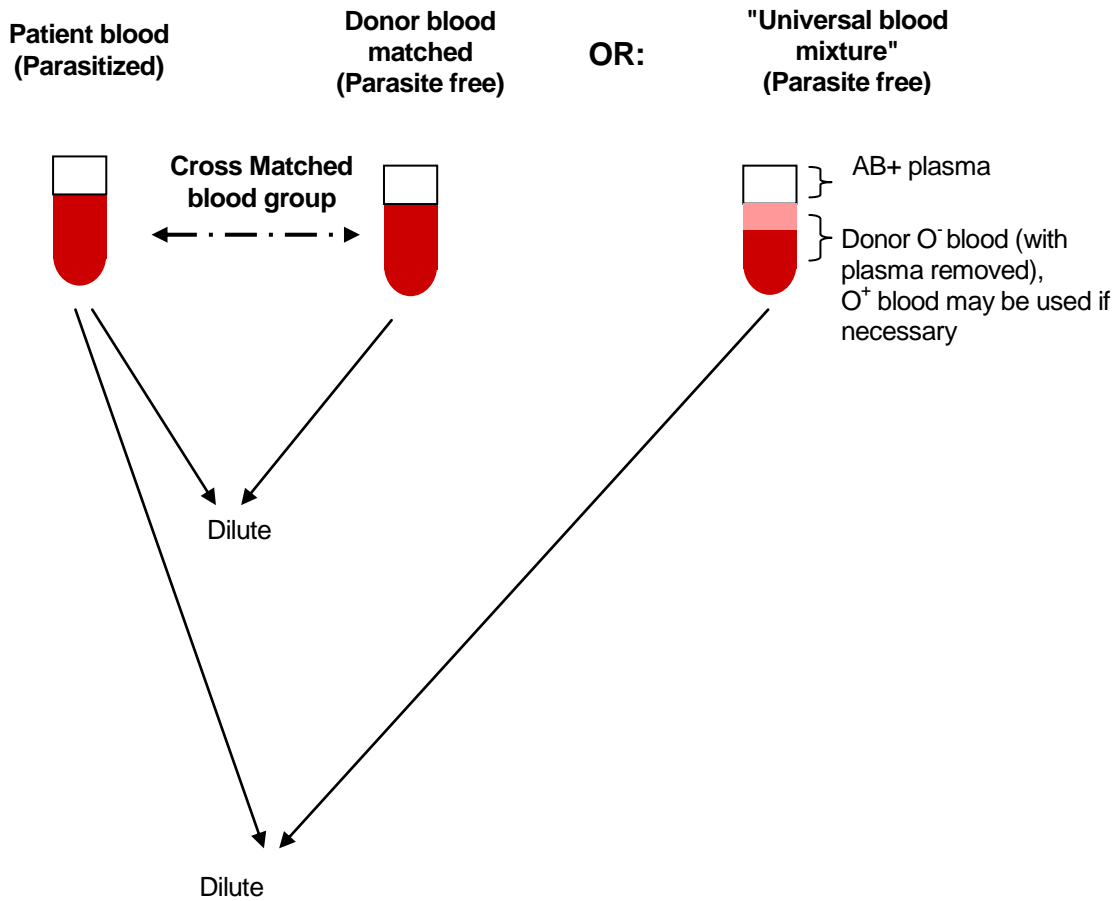 Patient blood
(Parasitized)
Donor blood
matched
(Parasite free)
OR:
"Universal blood
mixture"
(Parasite free)
Cross Matched
blood group
AB+ plasma
Donor O⁻ blood (with
plasma removed),
O⁺ blood may be used if
necessary
Dilute
Dilute